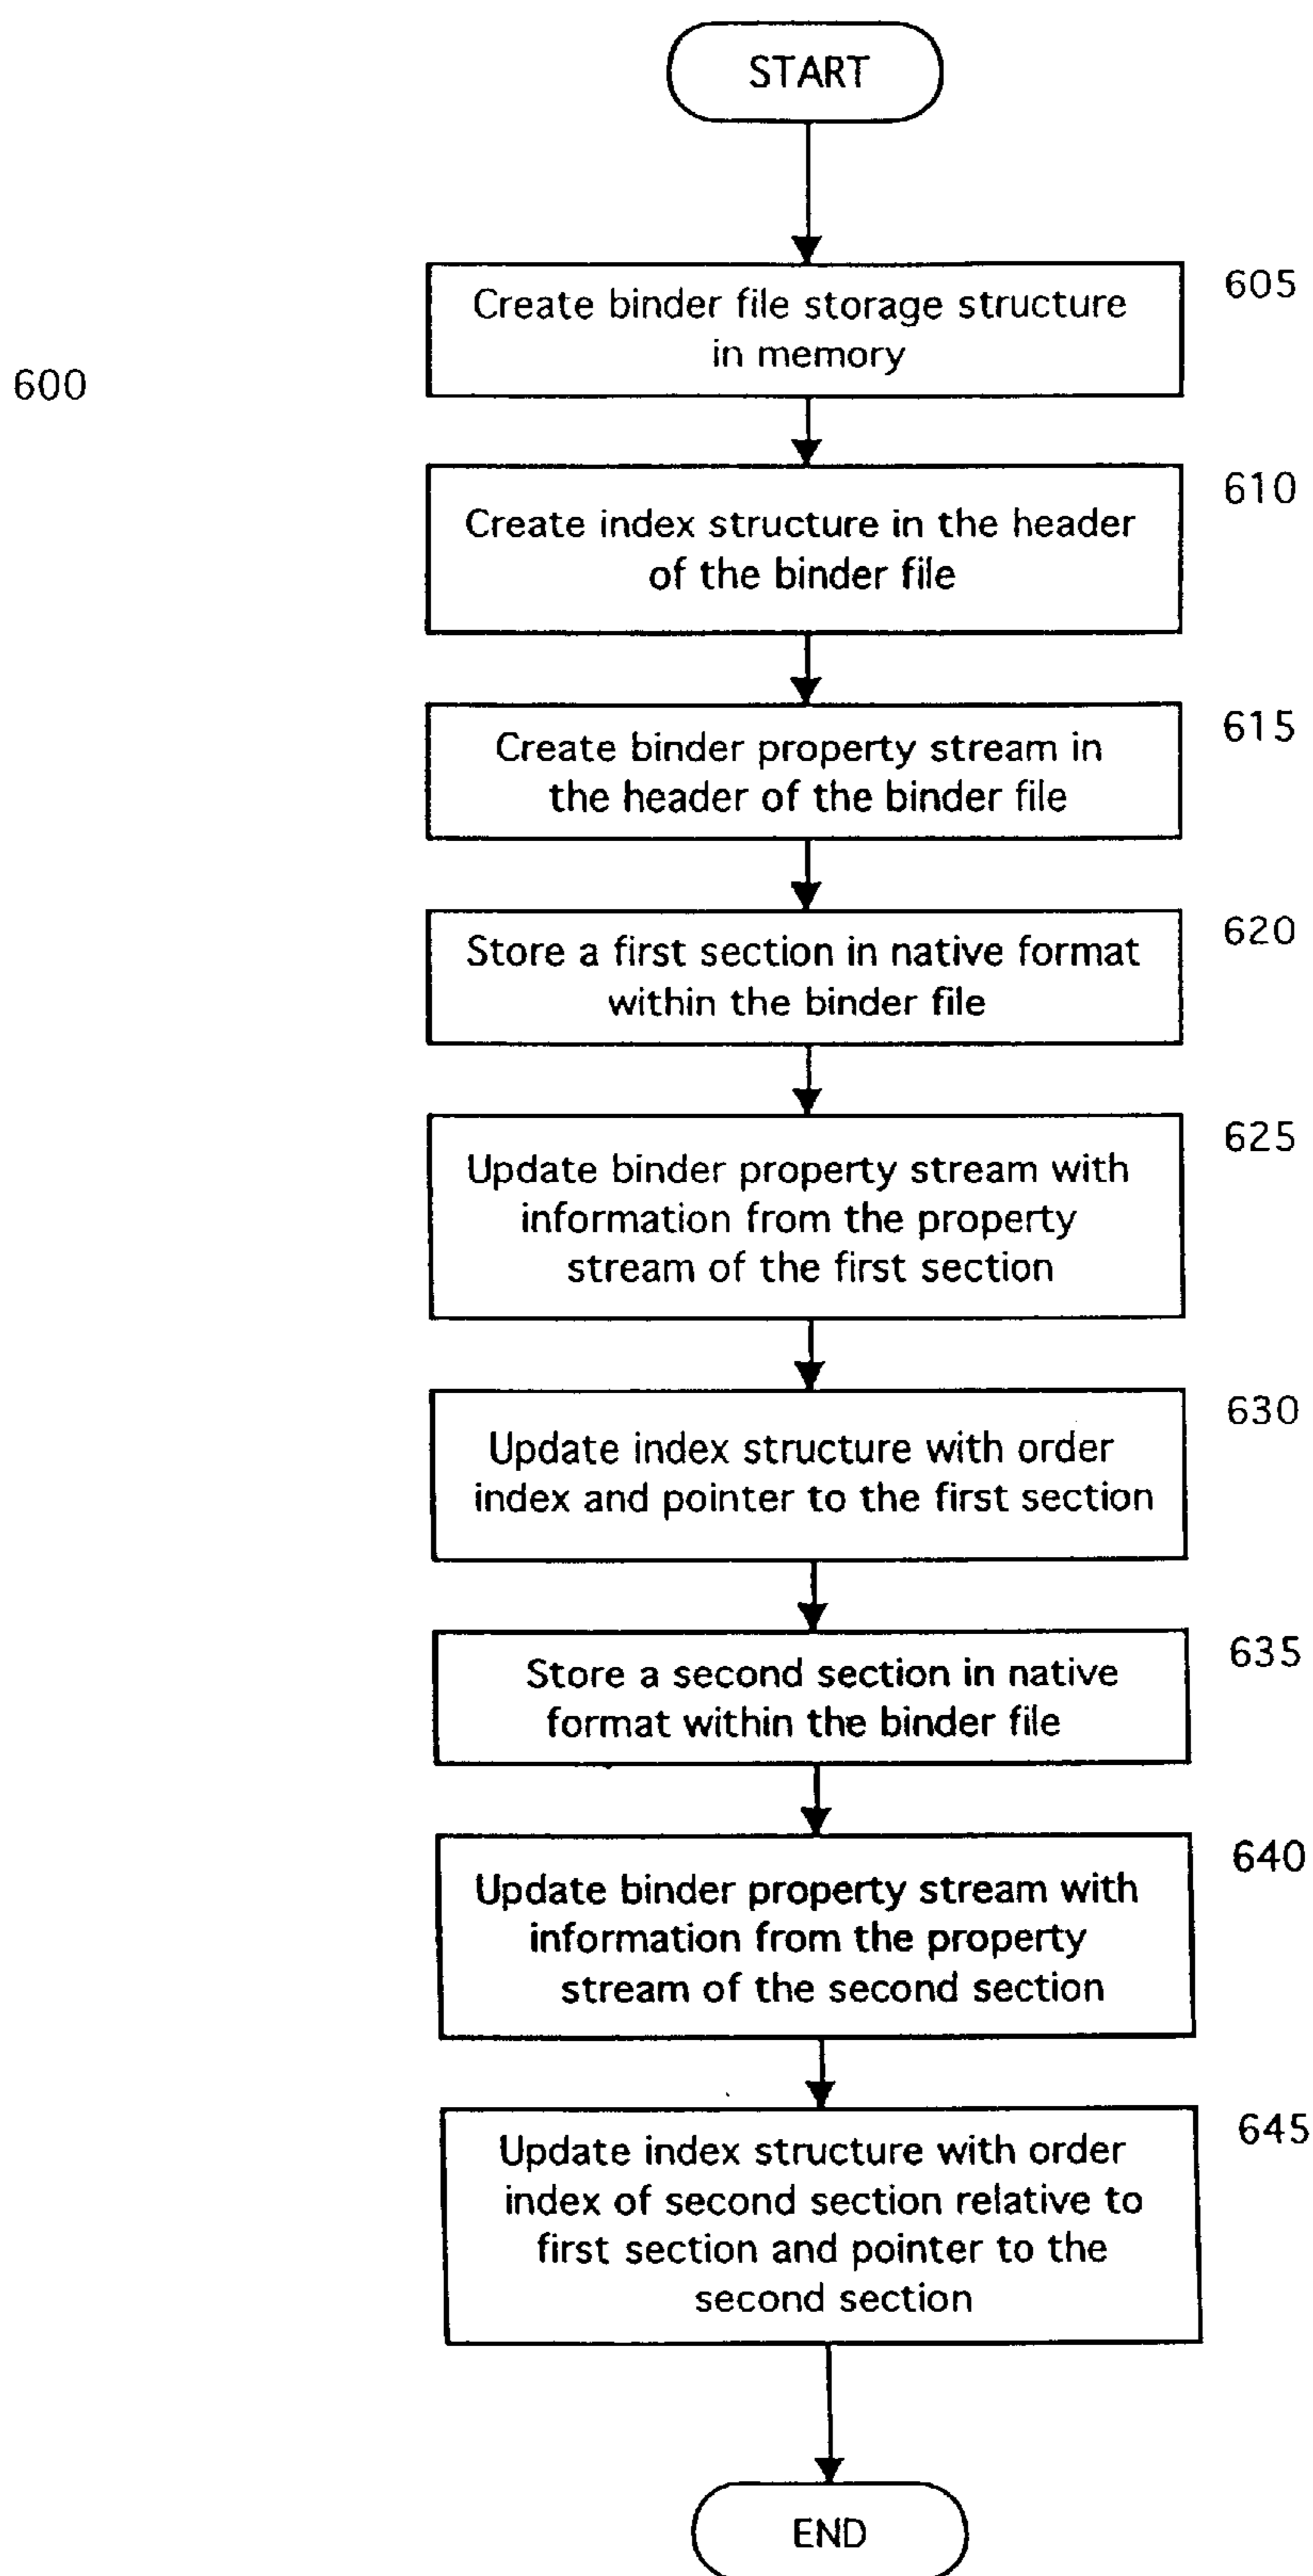 START
Create binder file storage structure
in memory
605
600
Create index structure in the header
of the binder file
610
Create binder property stream in
the header of the binder file
615
Store a first section in native format
within the binder file
620
Update binder property stream with
information from the property
stream of the first section
625
Update index structure with order
index and pointer to the first section
630
Store a second section in native
format within the binder file
635
Update binder property stream with
information from the property
stream of the second section
640
Update index structure with order
index of second section relative to
first section and pointer to the
second section
645
END